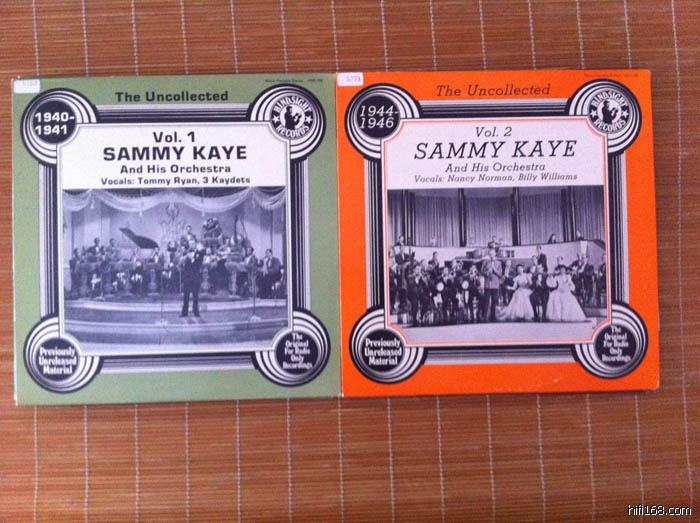 The Uncollected
1940-
1941
HINDSIGHT
RECORDS
Vol. 1
SAMMY KAYE
And His Orchestra
Vocals: Tommy Ryan, 3 Kaydets
Previously
Unreleased
Material
The
Original
For Radio
Only
Recordings
The Uncollected
1944-
1946
HINDSIGHT
RECORDS
Vol. 2
SAMMY KAYE
And His Orchestra
Vocals: Nancy Norman, Billy Williams
Previously
Unreleased
Material
The
Original
For Radio
Only
Recordings
hifi168.com